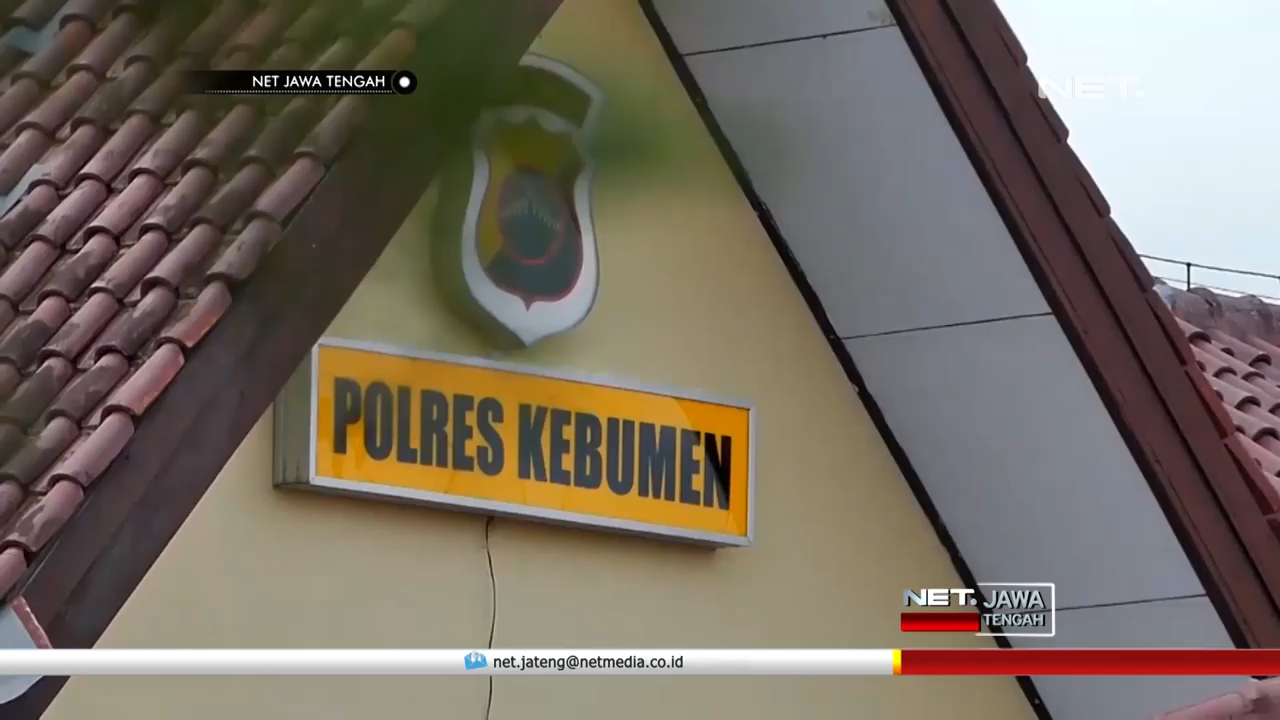 NET JAWA TENGAH
NET.
POLRES KEBUMEN
NET. JAWA
TENGAH
net.jateng@netmedia.co.id